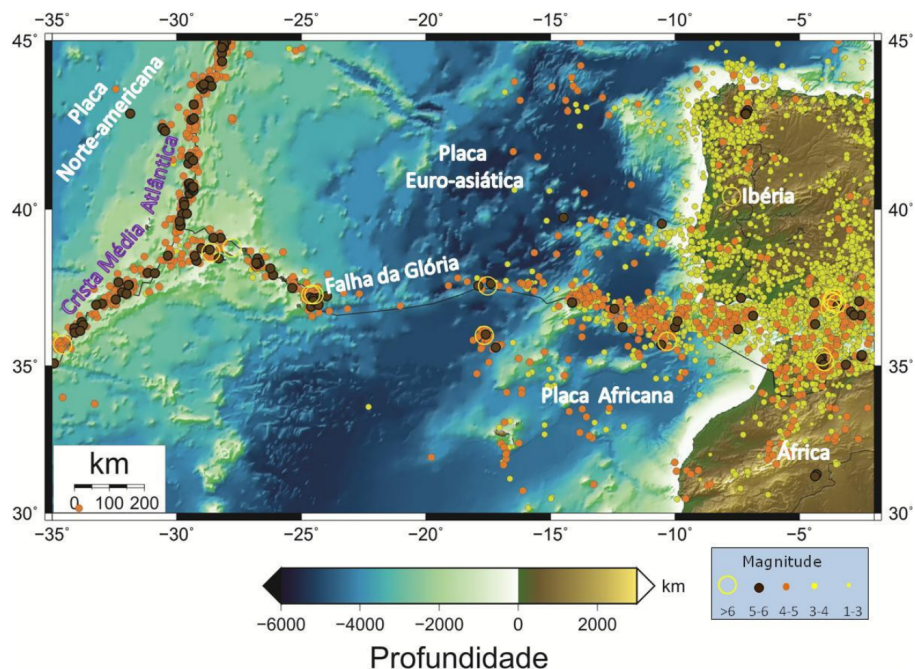 −35 −30 −25 −20 −15 −10 −5
45˚ 45˚
Placa
Norte-americana
Crista Média Atlântica
Placa
Euro-asiática
40˚ 40˚
Ibéria
Falha da Glória
35˚ 35˚
Placa Africana
África
km
0 100 200
30˚ 30˚
−35˚ −30˚ −25˚ −20˚ −15˚ −10˚ −5˚
km
−6000 −4000 −2000 0 2000
Profundidade
Magnitude
>6 5-6 4-5 3-4 1-3